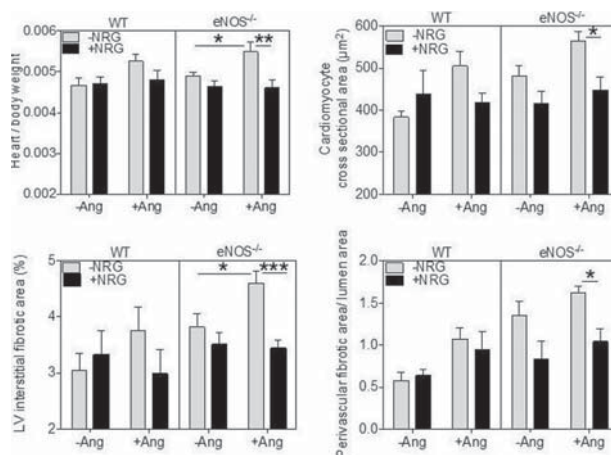 WT eNOS-/-
-NRG
+NRG
* **
Heart / body weight
0.006
0.005
0.004
0.003
0.002
-Ang +Ang -Ang +Ang
WT eNOS-/-
-NRG
+NRG
*
Cardiomyocyte
cross sectional area (µm-2)
600
500
400
300
200
-Ang +Ang -Ang +Ang
WT eNOS-/-
-NRG
+NRG
* ***
LV interstitial fibrotic area (%)
5
4
3
2
-Ang +Ang -Ang +Ang
WT eNOS-/-
-NRG
+NRG
*
Perivascular fibrotic area/ lumen area
2.0
1.5
1.0
0.5
0.0
-Ang +Ang -Ang +Ang